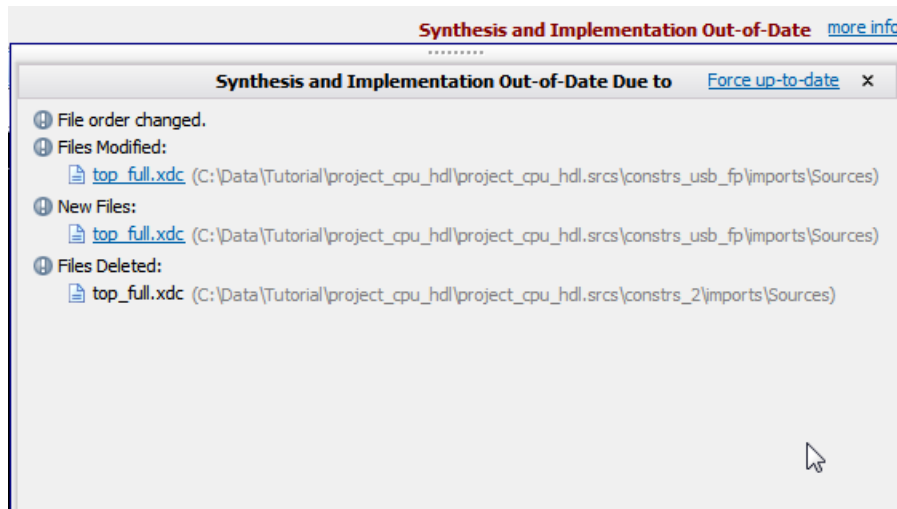 Synthesis and Implementation Out-of-Date more info
Synthesis and Implementation Out-of-Date Due to Force up-to-date
File order changed.
Files Modified:
top_full.xdc (C:\Data\Tutorial\project_cpu_hdl\project_cpu_hdl.srcs\constrs_usb_fp\imports\Sources)
New Files:
top_full.xdc (C:\Data\Tutorial\project_cpu_hdl\project_cpu_hdl.srcs\constrs_usb_fp\imports\Sources)
Files Deleted:
top_full.xdc (C:\Data\Tutorial\project_cpu_hdl\project_cpu_hdl.srcs\constrs_2\imports\Sources)